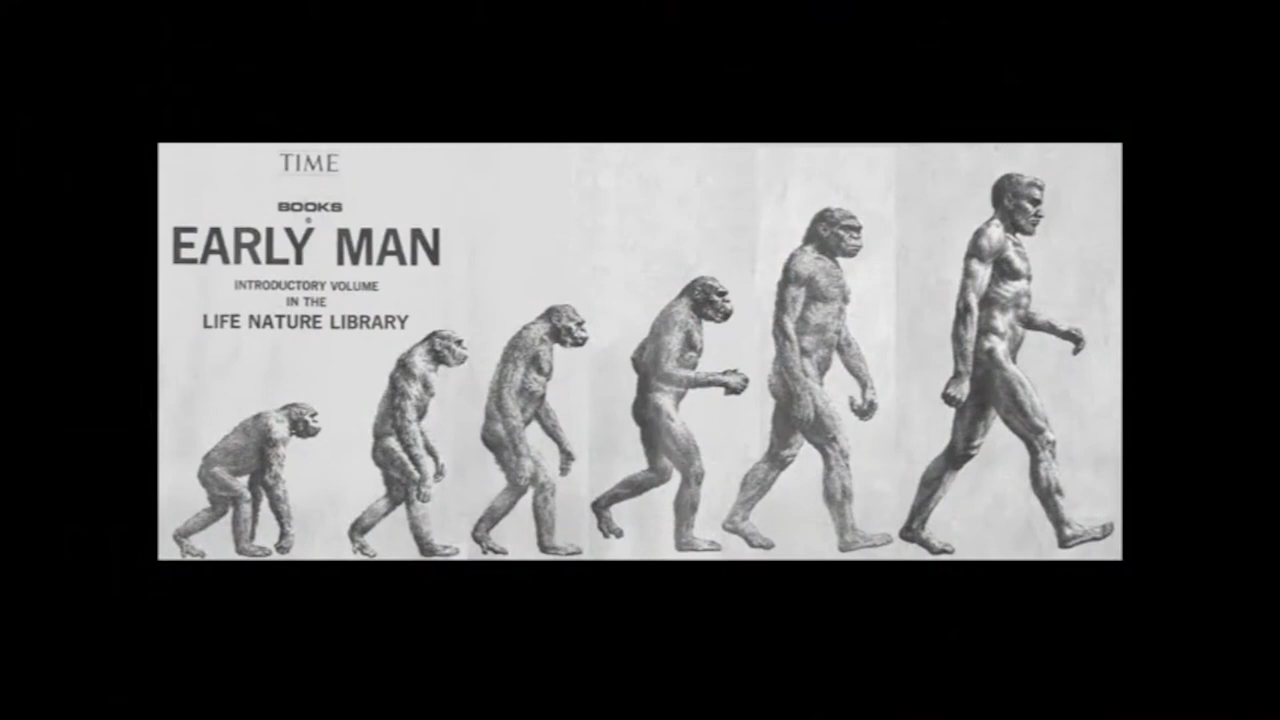 TIME
BOOKS
EARLY MAN
INTRODUCTORY VOLUME
IN THE
LIFE NATURE LIBRARY